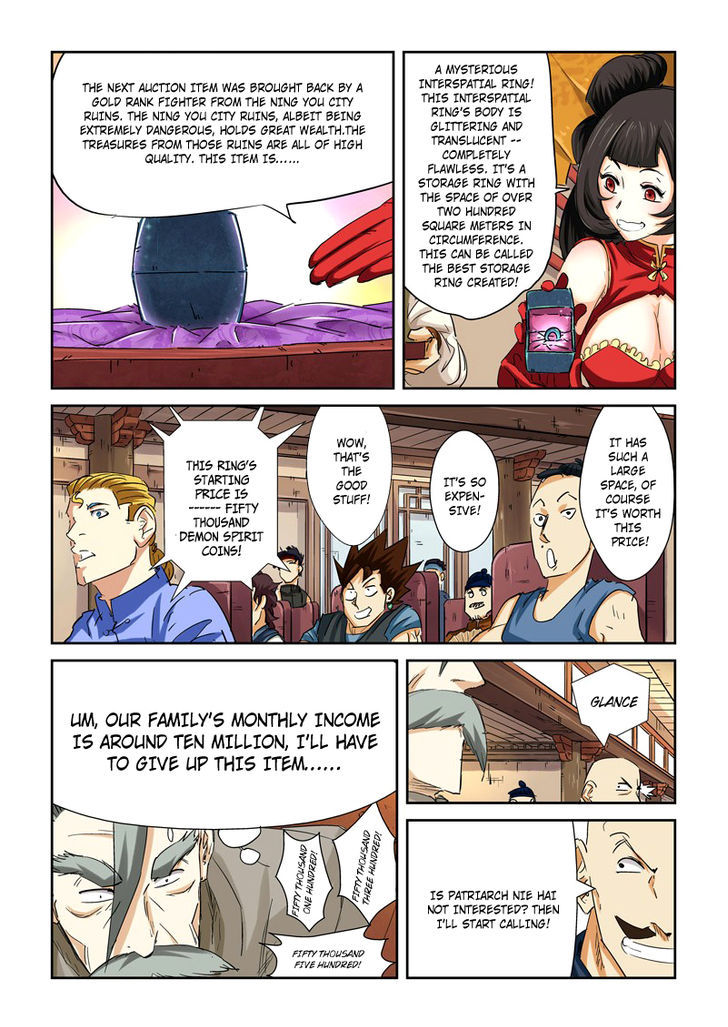 THE NEXT AUCTION ITEM WAS BROUGHT BACK BY A
GOLD RANK FIGHTER FROM THE NING YOU CITY
RUINS. THE NING YOU CITY RUINS, ALBEIT BEING
EXTREMELY DANGEROUS, HOLDS GREAT WEALTH.THE
TREASURES FROM THOSE RUINS ARE ALL OF HIGH
QUALITY. THIS ITEM IS......
A MYSTERIOUS
INTERSPATIAL RING!
THIS INTERSPATIAL
RING'S BODY IS
GLITTERING AND
TRANSLUCENT --
COMPLETELY
FLAWLESS. IT'S A
STORAGE RING WITH
THE SPACE OF OVER
TWO HUNDRED
SQUARE METERS IN
CIRCUMFERENCE.
THIS CAN BE CALLED
THE BEST STORAGE
RING CREATED!
THIS RING'S
STARTING
PRICE IS
------ FIFTY
THOUSAND
DEMON SPIRIT
COINS!
WOW,
THAT'S
THE GOOD
STUFF!
IT'S SO
EXPEN-
SIVE!
IT HAS
SUCH A
LARGE
SPACE, OF
COURSE
IT'S WORTH
THIS
PRICE!
UM, OUR FAMILY'S MONTHLY INCOME
IS AROUND TEN MILLION, I'LL HAVE
TO GIVE UP THIS ITEM......
FIFTY THOUSAND
ONE HUNDRED!
FIFTY THOUSAND
THREE HUNDRED!
FIFTY THOUSAND
FIVE HUNDRED!
GLANCE
IS PATRIARCH NIE HAI
NOT INTERESTED? THEN
I'LL START CALLING!